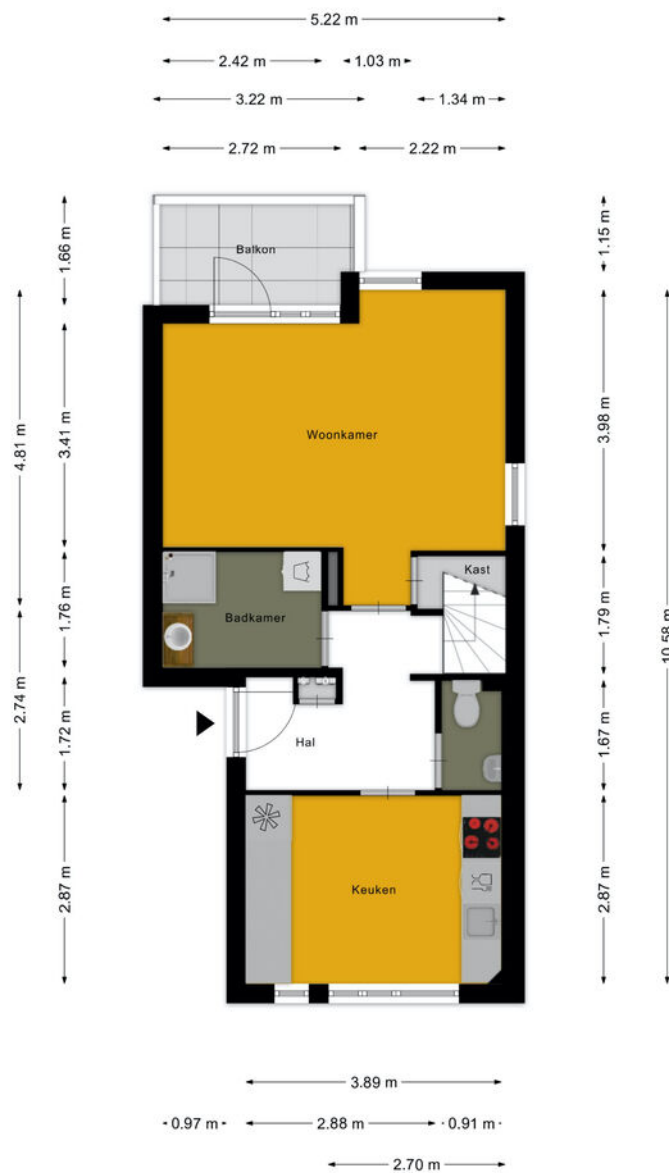 5.22 m
2.42 m
1.03 m
3.22 m
1.34 m
2.72 m
2.22 m
1.66 m
1.15 m
Balkon
4.81 m
3.41 m
Woonkamer
3.98 m
10.58 m
1.76 m
Kast
1.79 m
Badkamer
2.74 m
1.72 m
Hal
1.67 m
2.87 m
Keuken
2.87 m
3.89 m
0.97 m
2.88 m
0.91 m
2.70 m